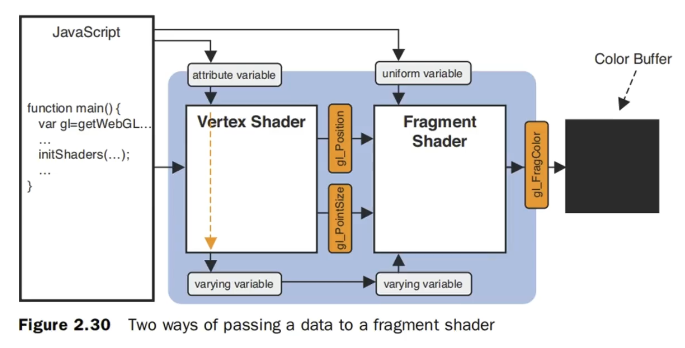 JavaScript
function main() {
var gl=getWebGL…
…
initShaders(…);
…
}
attribute variable
uniform variable
Vertex Shader
gl_Position
gl_PointSize
Fragment
Shader
gl_FragColor
Color Buffer
varying variable
varying variable
Figure 2.30 Two ways of passing a data to a fragment shader